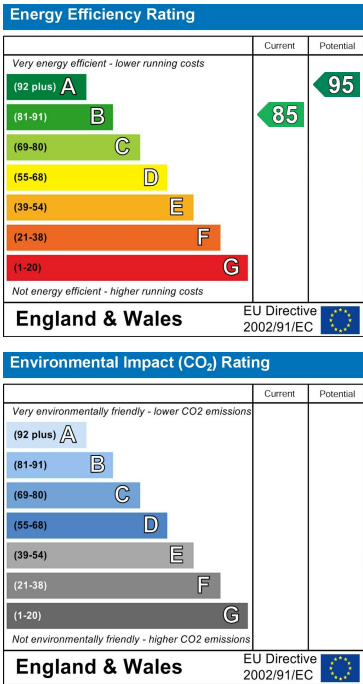 Energy Efficiency Rating
Current Potential
Very energy efficient - lower running costs
(92 plus) A
95
(81-91) B
85
(69-80) C
(55-68) D
(39-54) E
(21-38) F
(1-20) G
Not energy efficient - higher running costs
England & Wales
EU Directive
2002/91/EC
Environmental Impact (CO₂) Rating
Current Potential
Very environmentally friendly - lower CO2 emissions
(92 plus) A
(81-91) B
(69-80) C
(55-68) D
(39-54) E
(21-38) F
(1-20) G
Not environmentally friendly - higher CO2 emissions
England & Wales
EU Directive
2002/91/EC